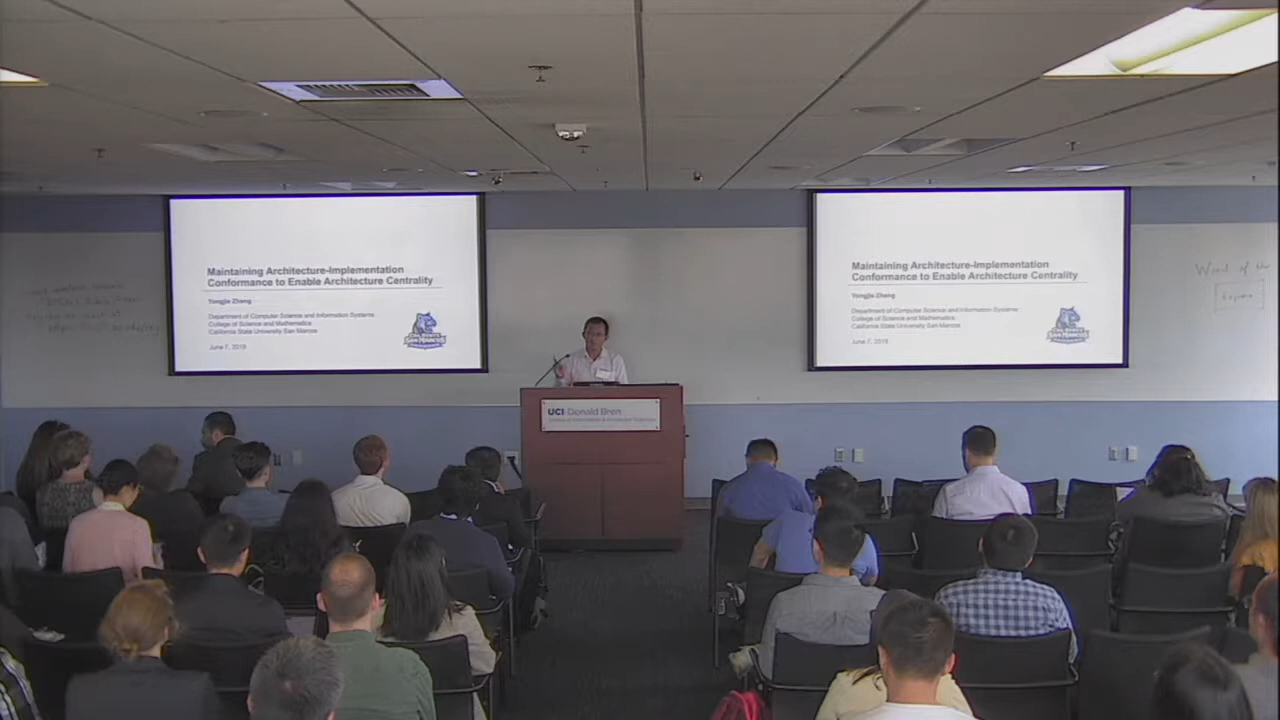 Maintaining Architecture-Implementation
Conformance to Enable Architecture Centrality
Yongjie Zheng
Department of Computer Science and Information Systems
College of Science and Mathematics
California State University San Marcos
June 7, 2019
Maintaining Architecture-Implementation
Conformance to Enable Architecture Centrality
Yongjie Zheng
Department of Computer Science and Information Systems
College of Science and Mathematics
California State University San Marcos
June 7, 2019
Word of the
UCI Donald Bren